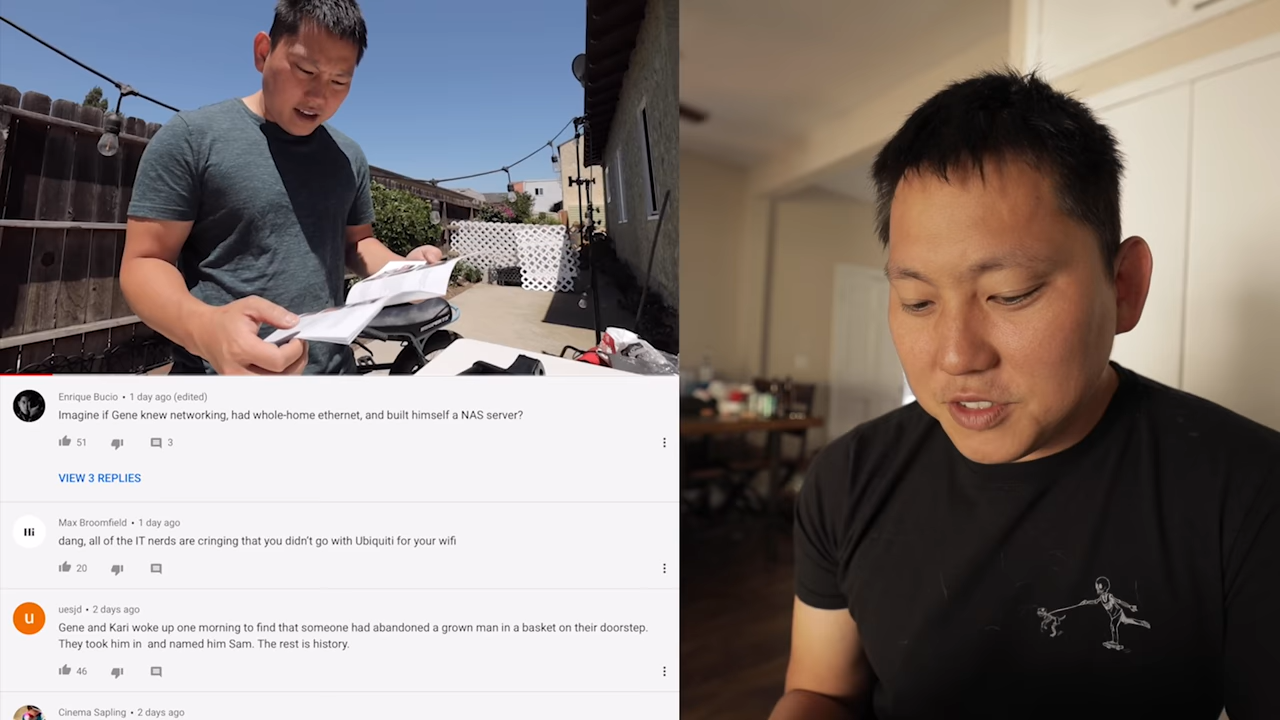 Enrique Bucio • 1 day ago (edited)
Imagine if Gene knew networking, had whole-home ethernet, and built himself a NAS server?
51
3
VIEW 3 REPLIES
Hi
Max Broomfield • 1 day ago
dang, all of the IT nerds are cringing that you didn't go with Ubiquiti for your wifi
20
u
uesjd • 2 days ago
Gene and Kari woke up one morning to find that someone had abandoned a grown man in a basket on their doorstep.
They took him in and named him Sam. The rest is history.
46
Cinema Sapling • 2 days ago